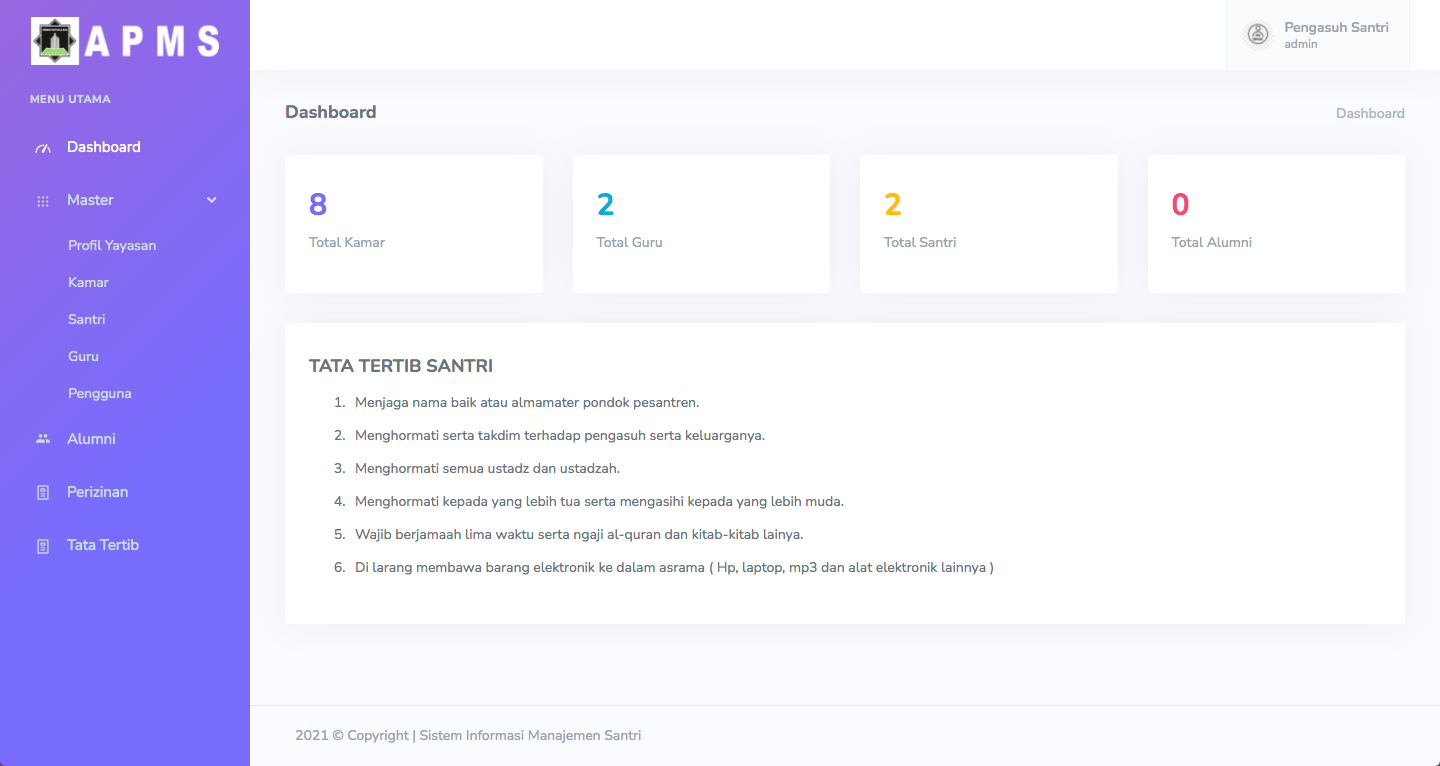 APMS
Pengasuh Santri
admin
MENU UTAMA
Dashboard
Master
Profil Yayasan
Kamar
Santri
Guru
Pengguna
Alumni
Perizinan
Tata Tertib
Dashboard
Dashboard
8
Total Kamar
2
Total Guru
2
Total Santri
0
Total Alumni
TATA TERTIB SANTRI
1. Menjaga nama baik atau almamater pondok pesantren.
2. Menghormati serta takdim terhadap pengasuh serta keluarganya.
3. Menghormati semua ustadz dan ustadzah.
4. Menghormati kepada yang lebih tua serta mengasihi kepada yang lebih muda.
5. Wajib berjamaah lima waktu serta ngaji al-quran dan kitab-kitab lainya.
6. Di larang membawa barang elektronik ke dalam asrama ( Hp, laptop, mp3 dan alat elektronik lainnya )
2021 © Copyright | Sistem Informasi Manajemen Santri